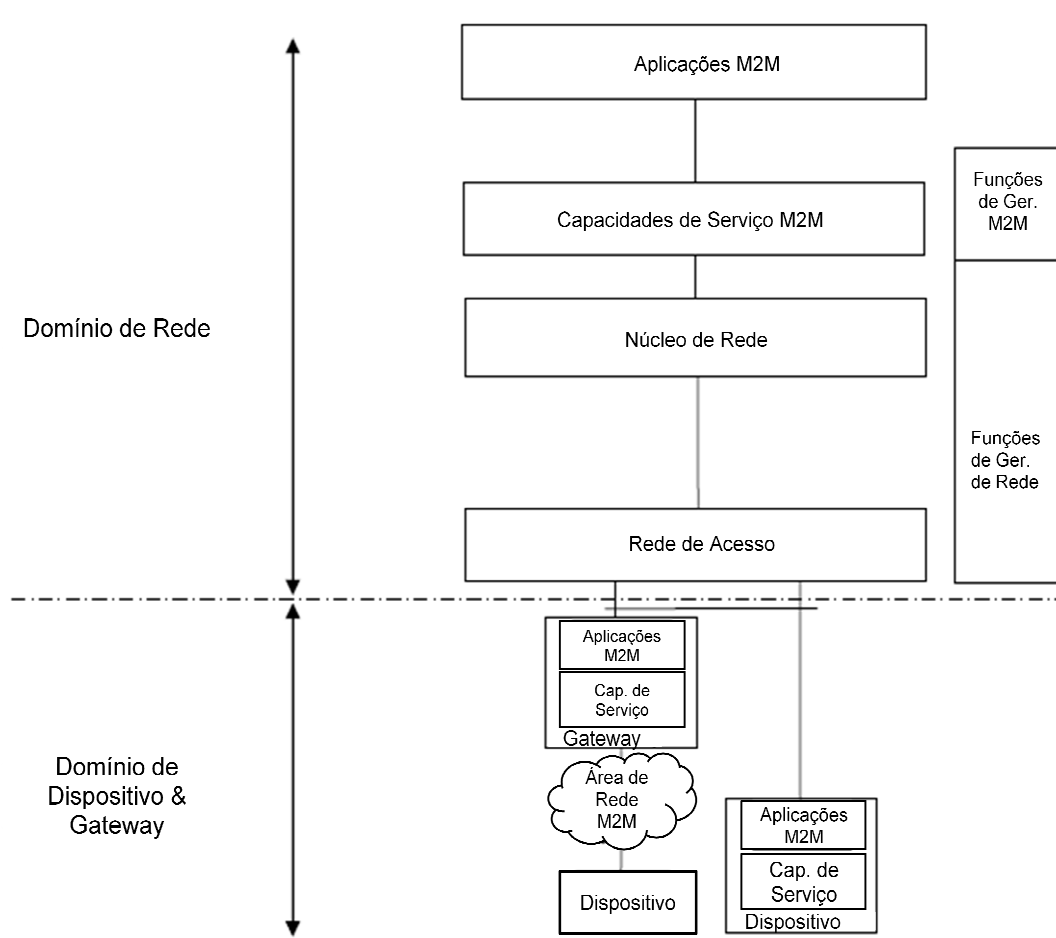 Aplicações M2M
Funções
de Ger.
M2M
Capacidades de Serviço M2M
Domínio de Rede
Núcleo de Rede
Funções
de Ger.
de Rede
Rede de Acesso
Aplicações
M2M
Cap. de
Serviço
Gateway
Domínio de
Dispositivo &
Gateway
Área de
Rede
M2M
Aplicações
M2M
Cap. de
Serviço
Dispositivo
Dispositivo